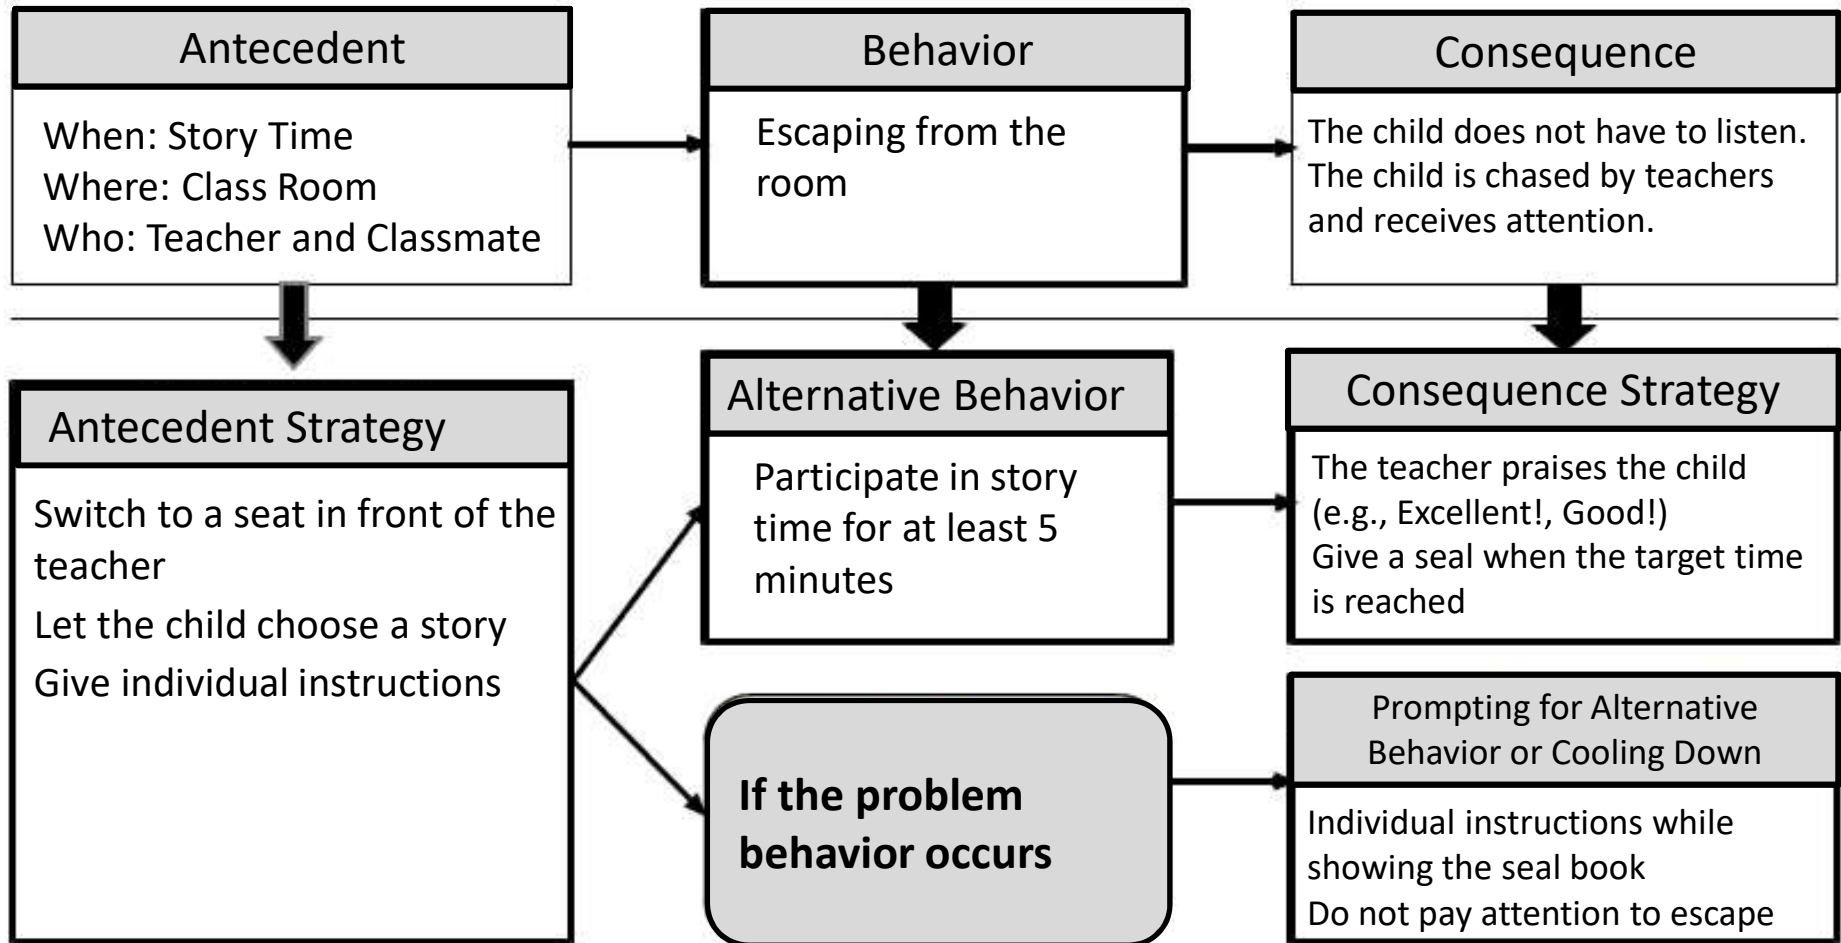 Antecedent
When: Story Time
Where: Class Room
Who: Teacher and Classmate
Behavior
Escaping from the
room
Consequence
The child does not have to listen.
The child is chased by teachers
and receives attention.
Antecedent Strategy
Switch to a seat in front of the
teacher
Let the child choose a story
Give individual instructions
Alternative Behavior
Participate in story
time for at least 5
minutes
Consequence Strategy
The teacher praises the child
(e.g., Excellent!, Good!)
Give a seal when the target time
is reached
If the problem
behavior occurs
Prompting for Alternative
Behavior or Cooling Down
Individual instructions while
showing the seal book
Do not pay attention to escape